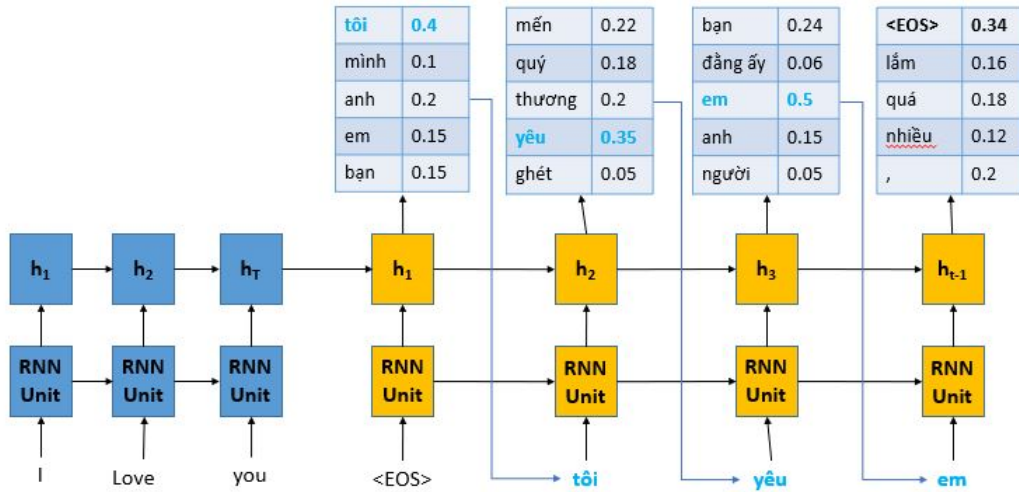 tôi 0.4
mình 0.1
anh 0.2
em 0.15
bạn 0.15
mến 0.22
quý 0.18
thương 0.2
yêu 0.35
ghét 0.05
bạn 0.24
đằng ấy 0.06
em 0.5
anh 0.15
người 0.05
<EOS> 0.34
lắm 0.16
quá 0.18
nhiều 0.12
, 0.2
h1 h2 hT h1 h2 h3 ht-1
RNN RNN RNN RNN RNN RNN RNN
Unit Unit Unit Unit Unit Unit Unit
I Love you <EOS> tôi yêu em